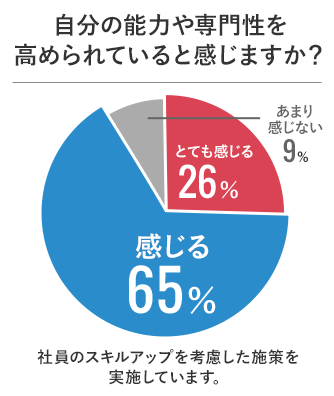 自分の能力や専門性を
高められていると感じますか？
あまり
感じない
9%
とても感じる
26%
感じる
65%
社員のスキルアップを考慮した施策を
実施しています。